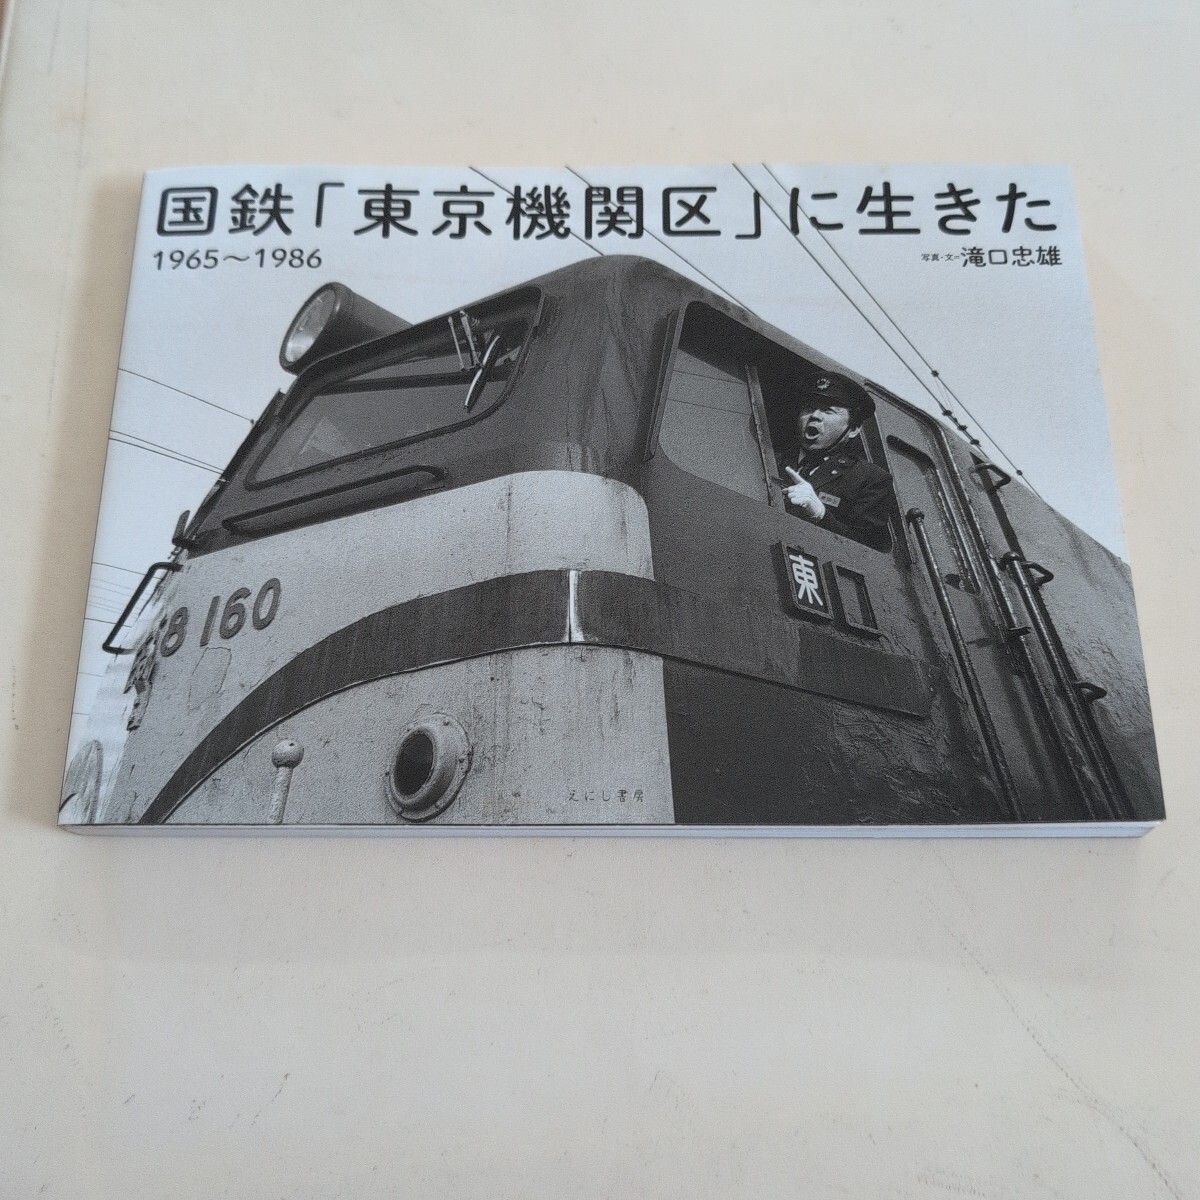 国鉄「東京機関区」に生きた
1965～1986
写真・文=滝口忠雄
58 160
東
えにし書房